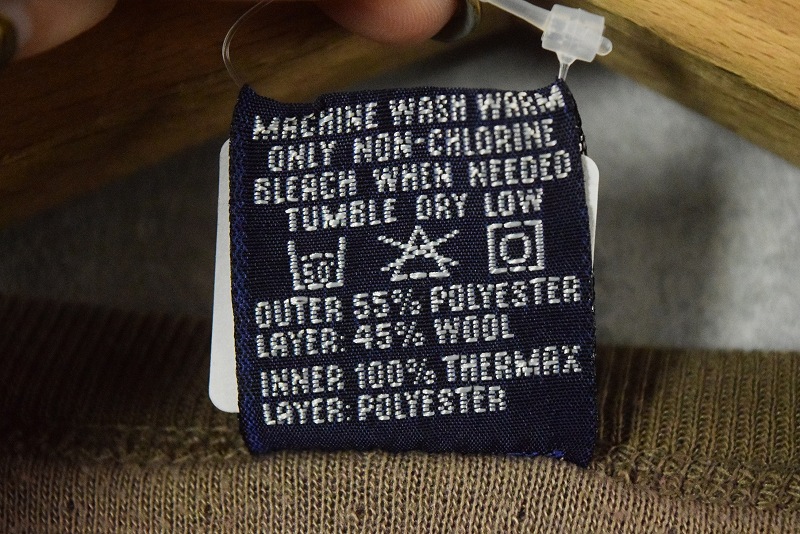 MACHINE WASH WARM
ONLY NON-CHLORINE
BLEACH WHEN NEEDED
TUMBLE DRY LOW
50
OUTER 55% POLYESTER
LAYER: 45% WOOL
INNER 100% THERMAX
LAYER: POLYESTER